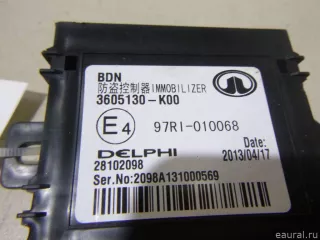 BDN
防盗控制器IMMOBILIZER
3605130-K00
E4 97RI-010068
DELPHI Date:
28102098 2013/04/17
Ser.No:2098A131000569
© eaural.ru